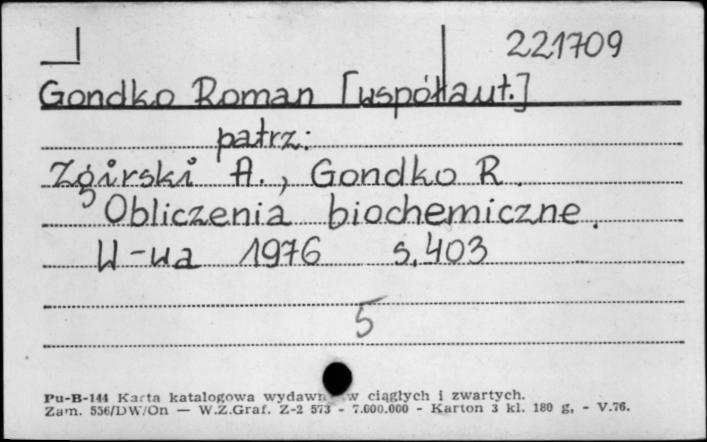 221709
Gondko Roman [współaut.]
patrz:
Zgirski A., Gondko R.
Obliczenia biochemiczne.
W-wa 1976 s. 403
5
Pu-B-144 Karta katalogowa wydawn w ciągłych i zwartych.
Zam. 556/DW/On — W.Z.Graf. Z-2 573 - 7.000.000 - Karton 3 kl. 180 g. - V.76.